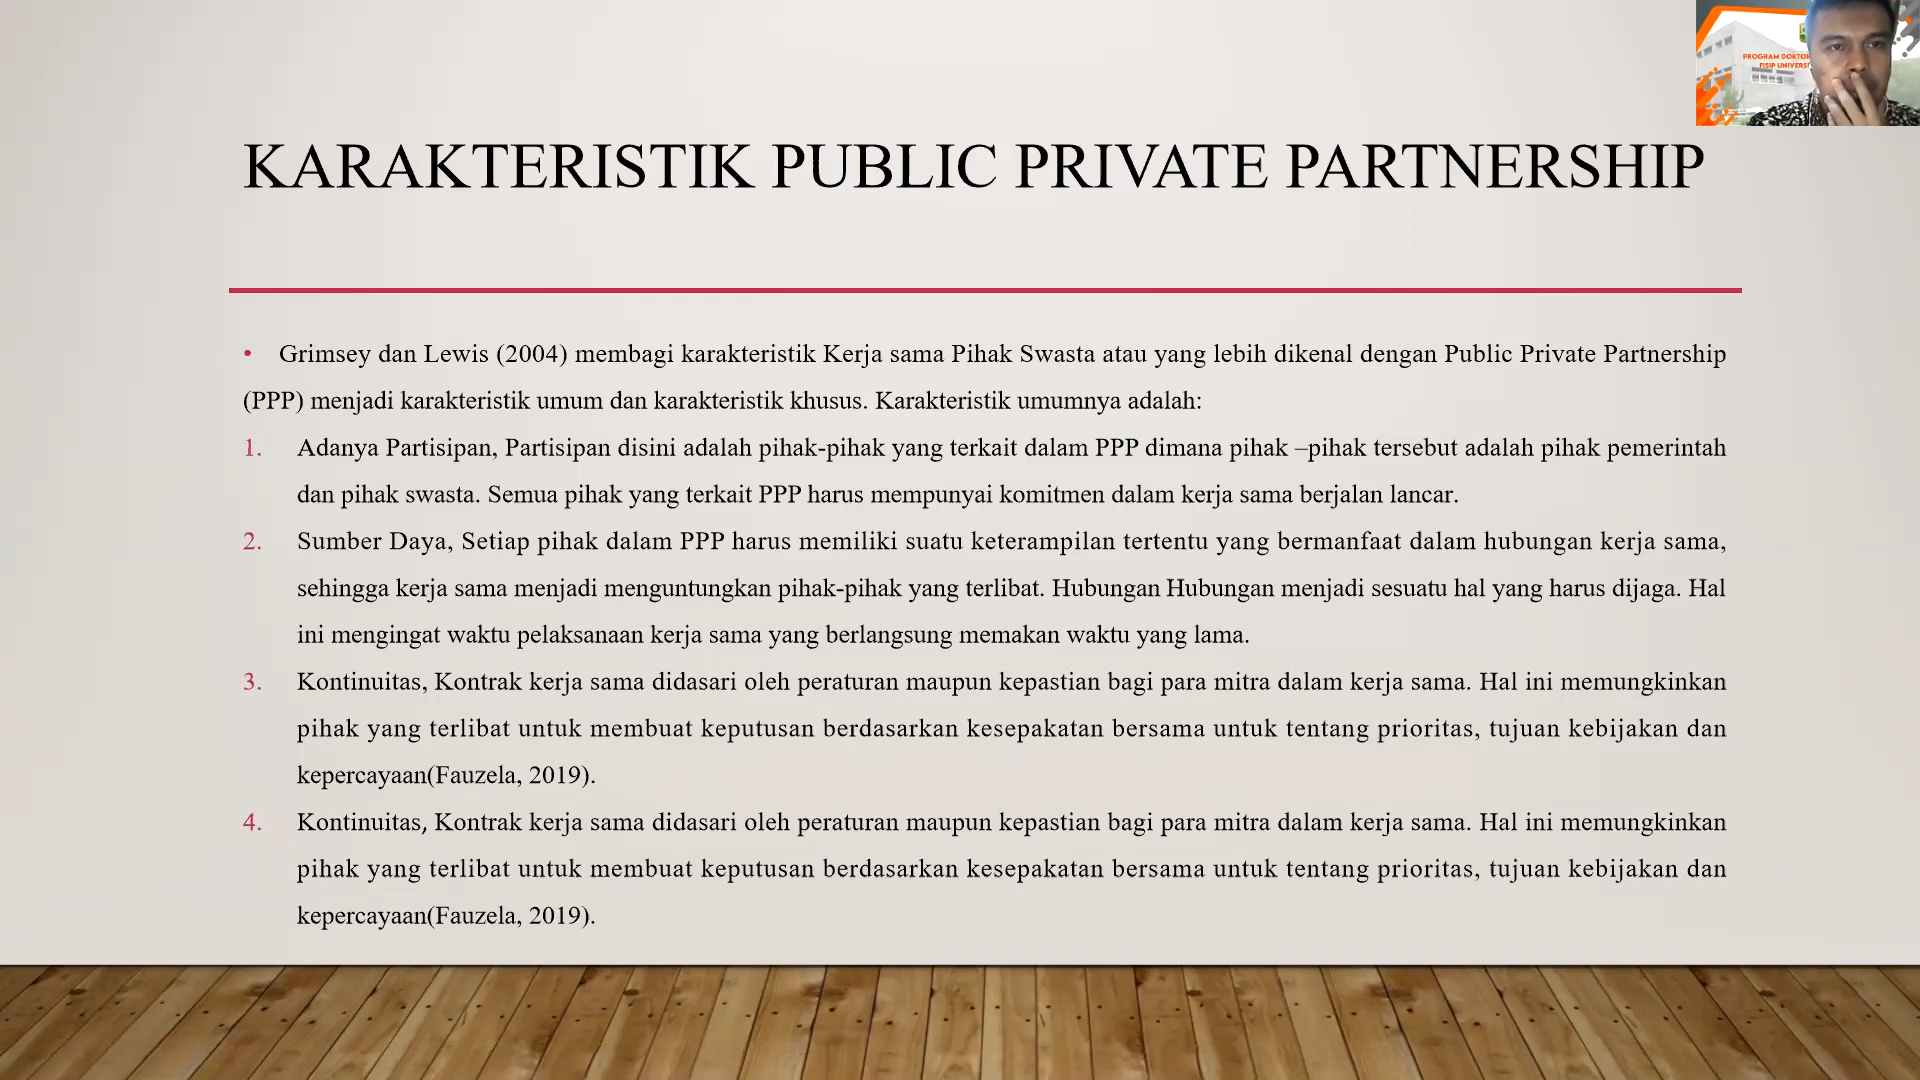 PROGRAM DOKTOR
FISIP UNIVERSI
KARAKTERISTIK PUBLIC PRIVATE PARTNERSHIP
• Grimsey dan Lewis (2004) membagi karakteristik Kerja sama Pihak Swasta atau yang lebih dikenal dengan Public Private Partnership
(PPP) menjadi karakteristik umum dan karakteristik khusus. Karakteristik umumnya adalah:
1. Adanya Partisipan, Partisipan disini adalah pihak-pihak yang terkait dalam PPP dimana pihak –pihak tersebut adalah pihak pemerintah
dan pihak swasta. Semua pihak yang terkait PPP harus mempunyai komitmen dalam kerja sama berjalan lancar.
2. Sumber Daya, Setiap pihak dalam PPP harus memiliki suatu keterampilan tertentu yang bermanfaat dalam hubungan kerja sama,
sehingga kerja sama menjadi menguntungkan pihak-pihak yang terlibat. Hubungan Hubungan menjadi sesuatu hal yang harus dijaga. Hal
ini mengingat waktu pelaksanaan kerja sama yang berlangsung memakan waktu yang lama.
3. Kontinuitas, Kontrak kerja sama didasari oleh peraturan maupun kepastian bagi para mitra dalam kerja sama. Hal ini memungkinkan
pihak yang terlibat untuk membuat keputusan berdasarkan kesepakatan bersama untuk tentang prioritas, tujuan kebijakan dan
kepercayaan(Fauzela, 2019).
4. Kontinuitas, Kontrak kerja sama didasari oleh peraturan maupun kepastian bagi para mitra dalam kerja sama. Hal ini memungkinkan
pihak yang terlibat untuk membuat keputusan berdasarkan kesepakatan bersama untuk tentang prioritas, tujuan kebijakan dan
kepercayaan(Fauzela, 2019).